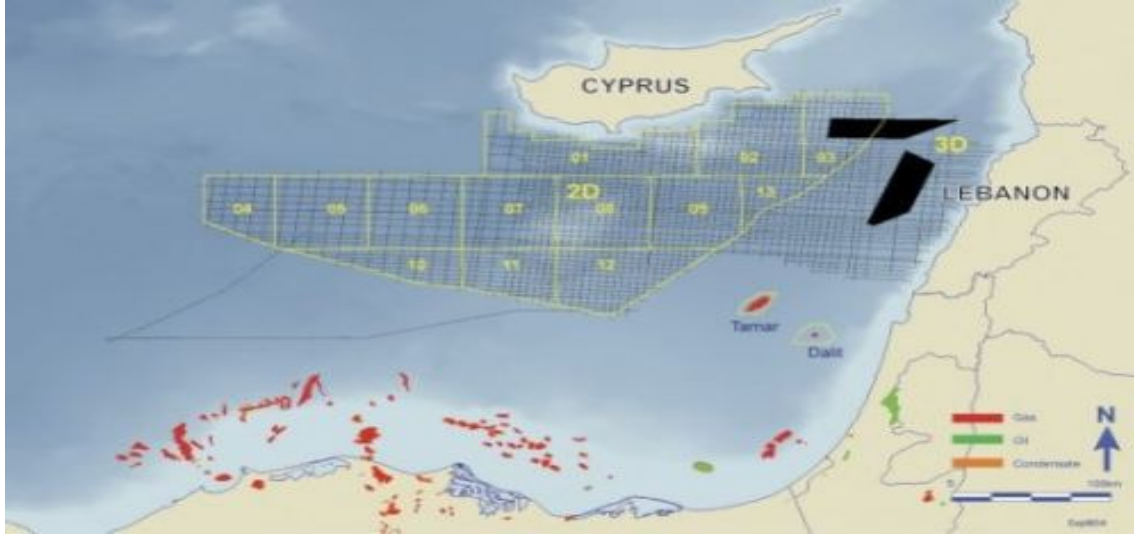 CYPRUS
3D
01
02
03
LEBANON
2D
13
04
05
06
07
08
09
10
11
12
Tamar
Dalit
Gas
N
Oil
Condensate
100km